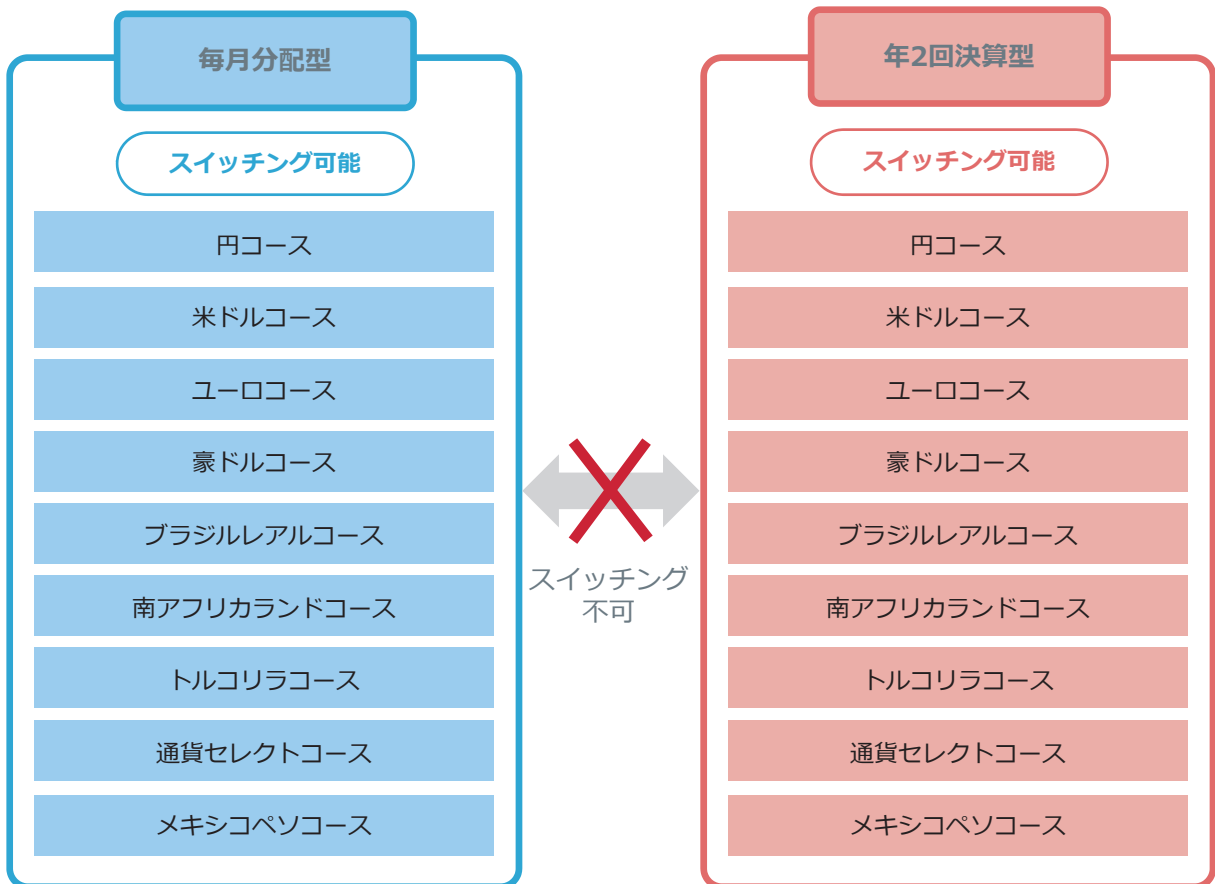 毎月分配型
スイッチング可能
円コース
米ドルコース
ユーロコース
豪ドルコース
ブラジルレアルコース
南アフリカランドコース
トルコリラコース
通貨セレクトコース
メキシコペソコース
スイッチング
不可
年2回決算型
スイッチング可能
円コース
米ドルコース
ユーロコース
豪ドルコース
ブラジルレアルコース
南アフリカランドコース
トルコリラコース
通貨セレクトコース
メキシコペソコース